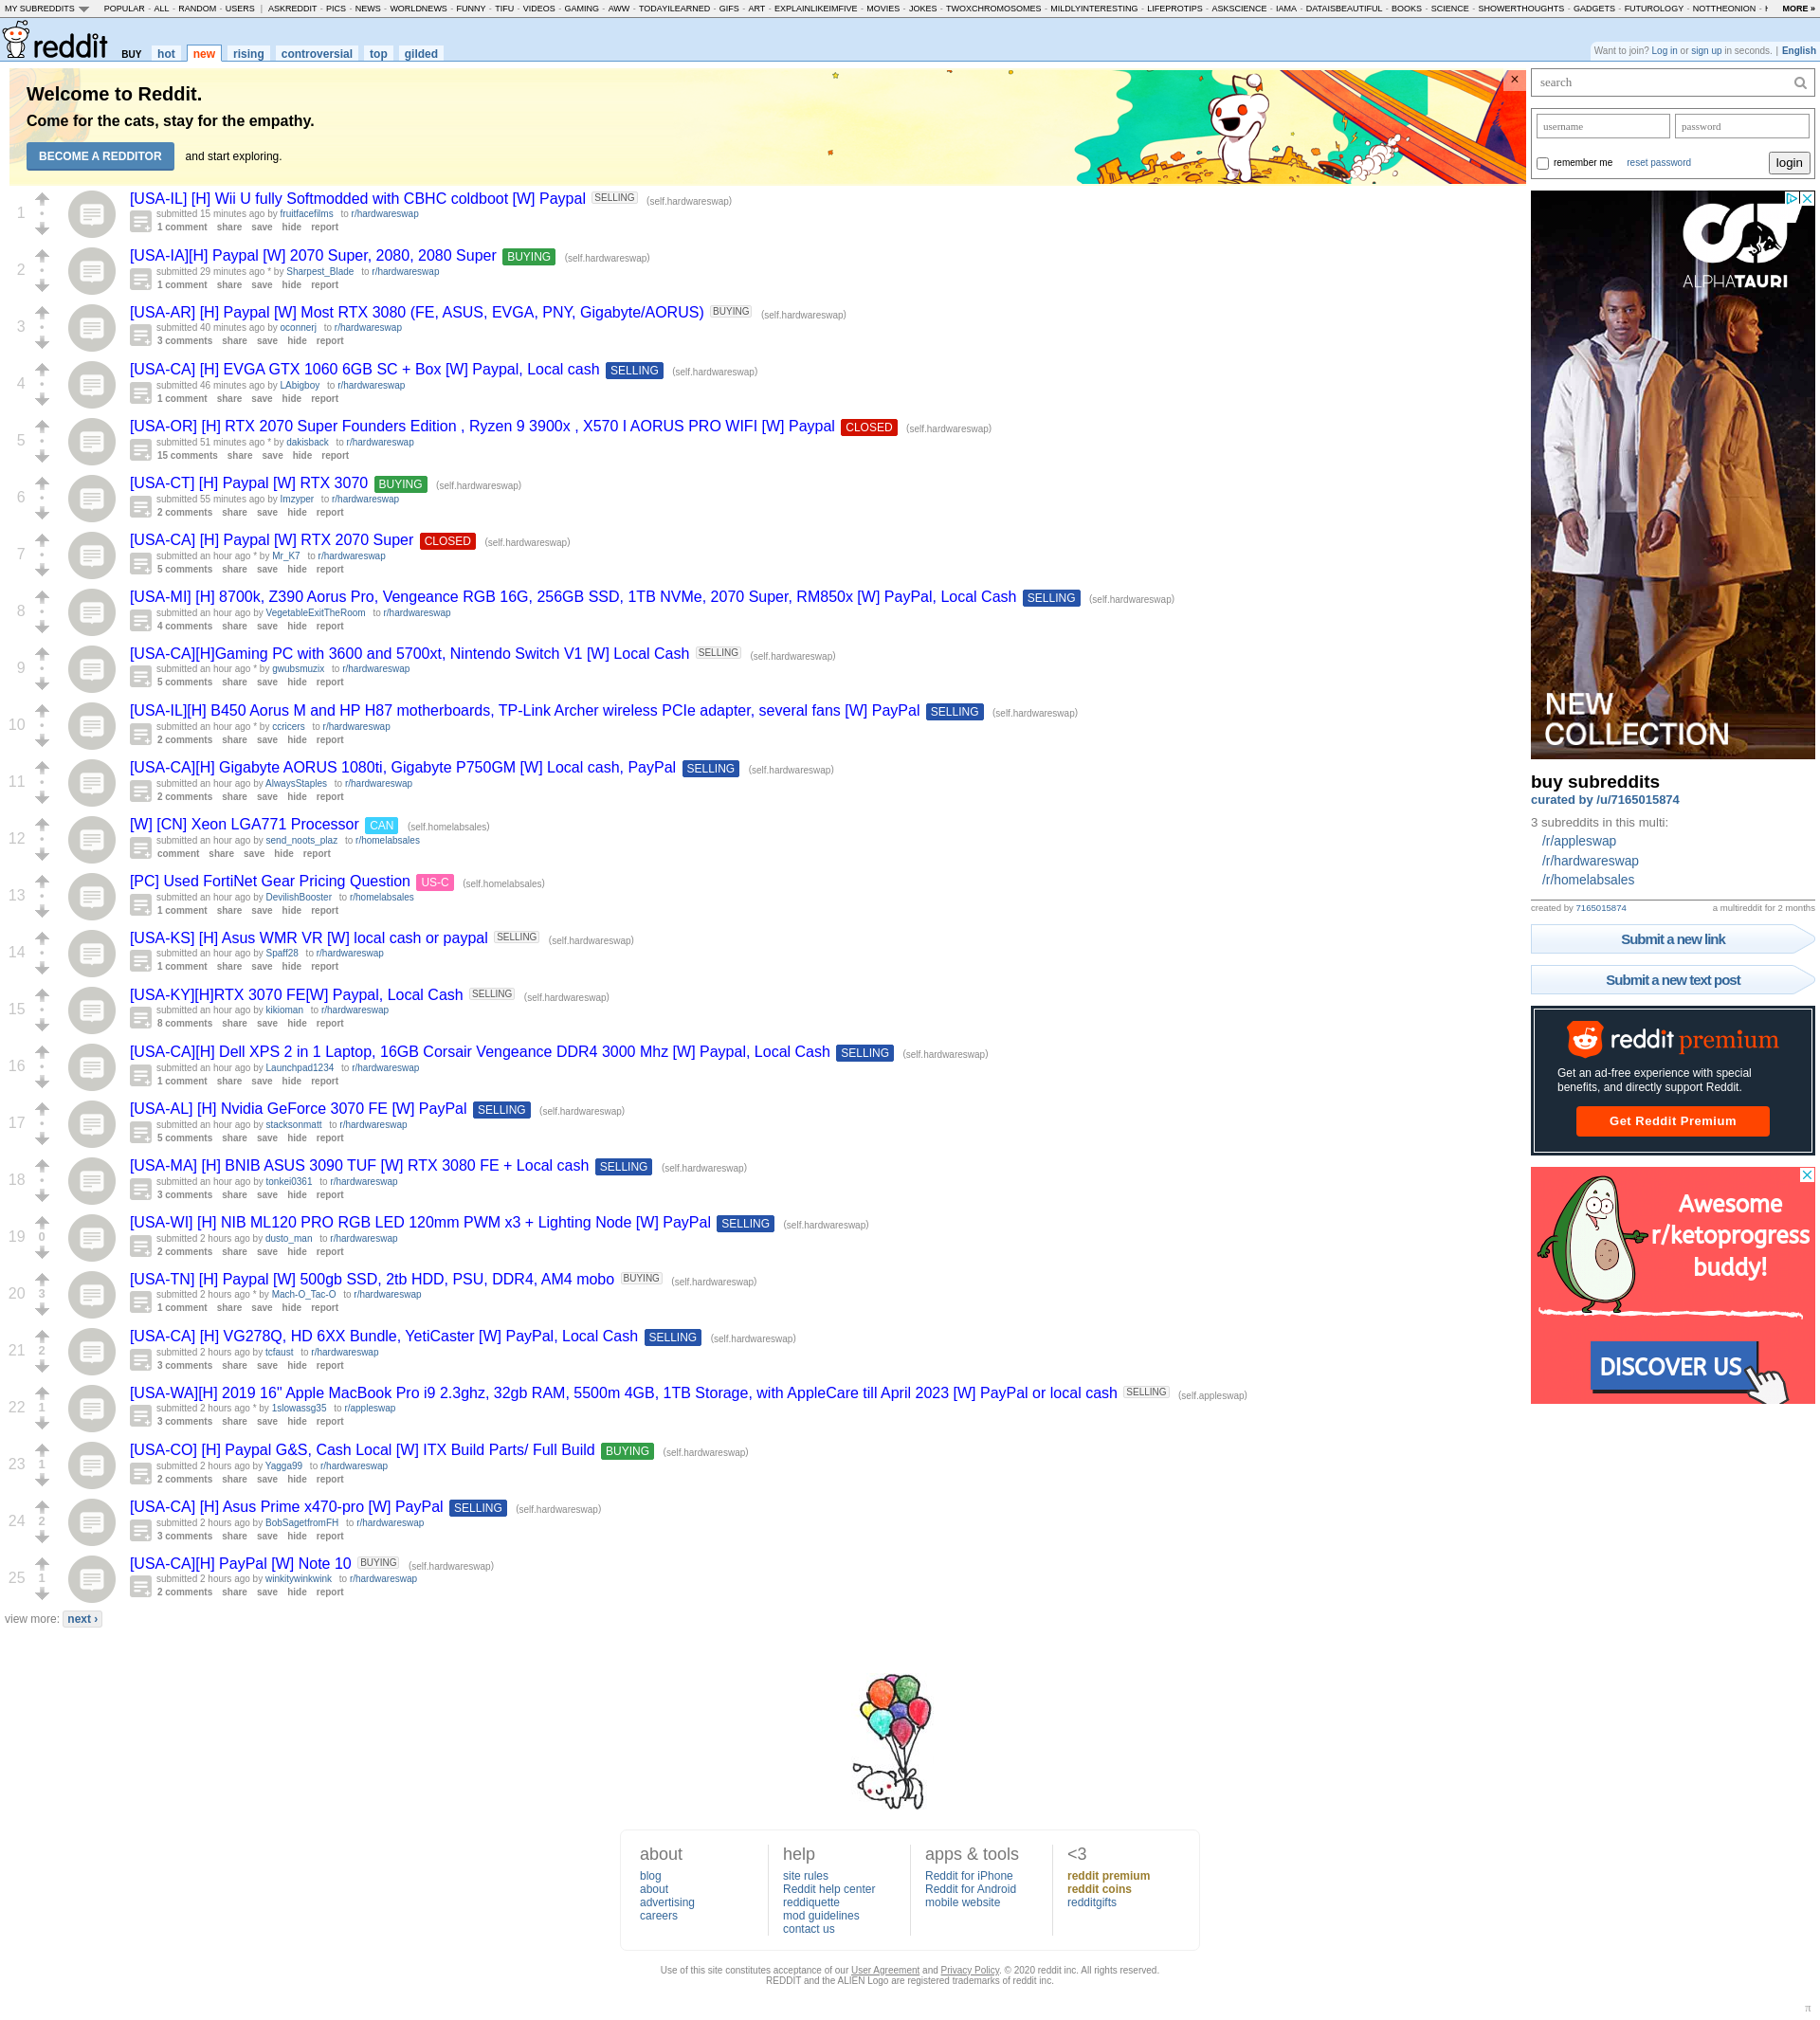 MY SUBREDDITS POPULAR - ALL - RANDOM - USERS | ASKREDDIT - PICS - NEWS - WORLDNEWS - FUNNY - TIFU - VIDEOS - GAMING - AWW - TODAYILEARNED - GIFS - ART - EXPLAINLIKEIMFIVE - MOVIES - JOKES - TWOXCHROMOSOMES - MILDLYINTERESTING - LIFEPROTIPS - ASKSCIENCE - IAMA - DATAISBEAUTIFUL - BOOKS - SCIENCE - SHOWERTHOUGHTS - GADGETS - FUTUROLOGY - NOTTHEONION - MORE »
reddit BUY hot new rising controversial top gilded
Want to join? Log in or sign up in seconds. | English
Welcome to Reddit.
Come for the cats, stay for the empathy.
BECOME A REDDITOR and start exploring.
×
1
[USA-IL] [H] Wii U fully Softmodded with CBHC coldboot [W] Paypal SELLING (self.hardwareswap)
submitted 15 minutes ago by fruitfacefilms to r/hardwareswap
1 comment share save hide report
2
[USA-IA][H] Paypal [W] 2070 Super, 2080, 2080 Super BUYING (self.hardwareswap)
submitted 29 minutes ago * by Sharpest_Blade to r/hardwareswap
1 comment share save hide report
3
[USA-AR] [H] Paypal [W] Most RTX 3080 (FE, ASUS, EVGA, PNY, Gigabyte/AORUS) BUYING (self.hardwareswap)
submitted 40 minutes ago by oconnerj to r/hardwareswap
3 comments share save hide report
4
[USA-CA] [H] EVGA GTX 1060 6GB SC + Box [W] Paypal, Local cash SELLING (self.hardwareswap)
submitted 46 minutes ago by LAbigboy to r/hardwareswap
1 comment share save hide report
5
[USA-OR] [H] RTX 2070 Super Founders Edition , Ryzen 9 3900x , X570 I AORUS PRO WIFI [W] Paypal CLOSED (self.hardwareswap)
submitted 51 minutes ago * by dakisback to r/hardwareswap
15 comments share save hide report
6
[USA-CT] [H] Paypal [W] RTX 3070 BUYING (self.hardwareswap)
submitted 55 minutes ago by Imzyper to r/hardwareswap
2 comments share save hide report
7
[USA-CA] [H] Paypal [W] RTX 2070 Super CLOSED (self.hardwareswap)
submitted an hour ago * by Mr_K7 to r/hardwareswap
5 comments share save hide report
8
[USA-MI] [H] 8700k, Z390 Aorus Pro, Vengeance RGB 16G, 256GB SSD, 1TB NVMe, 2070 Super, RM850x [W] PayPal, Local Cash SELLING (self.hardwareswap)
submitted an hour ago * by VegetableExitTheRoom to r/hardwareswap
4 comments share save hide report
9
[USA-CA][H]Gaming PC with 3600 and 5700xt, Nintendo Switch V1 [W] Local Cash SELLING (self.hardwareswap)
submitted an hour ago * by gwubsmuzix to r/hardwareswap
5 comments share save hide report
10
[USA-IL][H] B450 Aorus M and HP H87 motherboards, TP-Link Archer wireless PCIe adapter, several fans [W] PayPal SELLING (self.hardwareswap)
submitted an hour ago * by ccricers to r/hardwareswap
2 comments share save hide report
11
[USA-CA][H] Gigabyte AORUS 1080ti, Gigabyte P750GM [W] Local cash, PayPal SELLING (self.hardwareswap)
submitted an hour ago by AlwaysStaples to r/hardwareswap
2 comments share save hide report
12
[W] [CN] Xeon LGA771 Processor CAN (self.homelabsales)
submitted an hour ago by send_noots_plaz to r/homelabsales
comment share save hide report
13
[PC] Used FortiNet Gear Pricing Question US-C (self.homelabsales)
submitted an hour ago by DevilishBooster to r/homelabsales
1 comment share save hide report
14
[USA-KS] [H] Asus WMR VR [W] local cash or paypal SELLING (self.hardwareswap)
submitted an hour ago by Spaff28 to r/hardwareswap
1 comment share save hide report
15
[USA-KY][H]RTX 3070 FE[W] Paypal, Local Cash SELLING (self.hardwareswap)
submitted an hour ago by kikioman to r/hardwareswap
8 comments share save hide report
16
[USA-CA][H] Dell XPS 2 in 1 Laptop, 16GB Corsair Vengeance DDR4 3000 Mhz [W] Paypal, Local Cash SELLING (self.hardwareswap)
submitted an hour ago by Launchpad1234 to r/hardwareswap
1 comment share save hide report
17
[USA-AL] [H] Nvidia GeForce 3070 FE [W] PayPal SELLING (self.hardwareswap)
submitted an hour ago by stacksonmatt to r/hardwareswap
5 comments share save hide report
18
[USA-MA] [H] BNIB ASUS 3090 TUF [W] RTX 3080 FE + Local cash SELLING (self.hardwareswap)
submitted an hour ago by tonkei0361 to r/hardwareswap
3 comments share save hide report
19 0
[USA-WI] [H] NIB ML120 PRO RGB LED 120mm PWM x3 + Lighting Node [W] PayPal SELLING (self.hardwareswap)
submitted 2 hours ago by dusto_man to r/hardwareswap
2 comments share save hide report
20 3
[USA-TN] [H] Paypal [W] 500gb SSD, 2tb HDD, PSU, DDR4, AM4 mobo BUYING (self.hardwareswap)
submitted 2 hours ago * by Mach-O_Tac-O to r/hardwareswap
1 comment share save hide report
21 2
[USA-CA] [H] VG278Q, HD 6XX Bundle, YetiCaster [W] PayPal, Local Cash SELLING (self.hardwareswap)
submitted 2 hours ago by tcfaust to r/hardwareswap
3 comments share save hide report
22 1
[USA-WA][H] 2019 16" Apple MacBook Pro i9 2.3ghz, 32gb RAM, 5500m 4GB, 1TB Storage, with AppleCare till April 2023 [W] PayPal or local cash SELLING (self.appleswap)
submitted 2 hours ago * by 1slowassg35 to r/appleswap
3 comments share save hide report
23 1
[USA-CO] [H] Paypal G&S, Cash Local [W] ITX Build Parts/ Full Build BUYING (self.hardwareswap)
submitted 2 hours ago by Yagga99 to r/hardwareswap
2 comments share save hide report
24 2
[USA-CA] [H] Asus Prime x470-pro [W] PayPal SELLING (self.hardwareswap)
submitted 2 hours ago by BobSagetfromFH to r/hardwareswap
3 comments share save hide report
25 1
[USA-CA][H] PayPal [W] Note 10 BUYING (self.hardwareswap)
submitted 2 hours ago by winkitywinkwink to r/hardwareswap
2 comments share save hide report
view more: next ›
search
username password
remember me reset password login
ALPHATAURI
NEW
COLLECTION
buy subreddits
curated by /u/7165015874
3 subreddits in this multi:
/r/appleswap
/r/hardwareswap
/r/homelabsales
created by 7165015874 a multireddit for 2 months
Submit a new link
Submit a new text post
reddit premium
Get an ad-free experience with special
benefits, and directly support Reddit.
Get Reddit Premium
Awesome
r/ketoprogress
buddy!
DISCOVER US
about
blog
about
advertising
careers
help
site rules
Reddit help center
reddiquette
mod guidelines
contact us
apps & tools
Reddit for iPhone
Reddit for Android
mobile website
<3
reddit premium
reddit coins
redditgifts
Use of this site constitutes acceptance of our User Agreement and Privacy Policy. © 2020 reddit inc. All rights reserved.
REDDIT and the ALIEN Logo are registered trademarks of reddit inc.
π